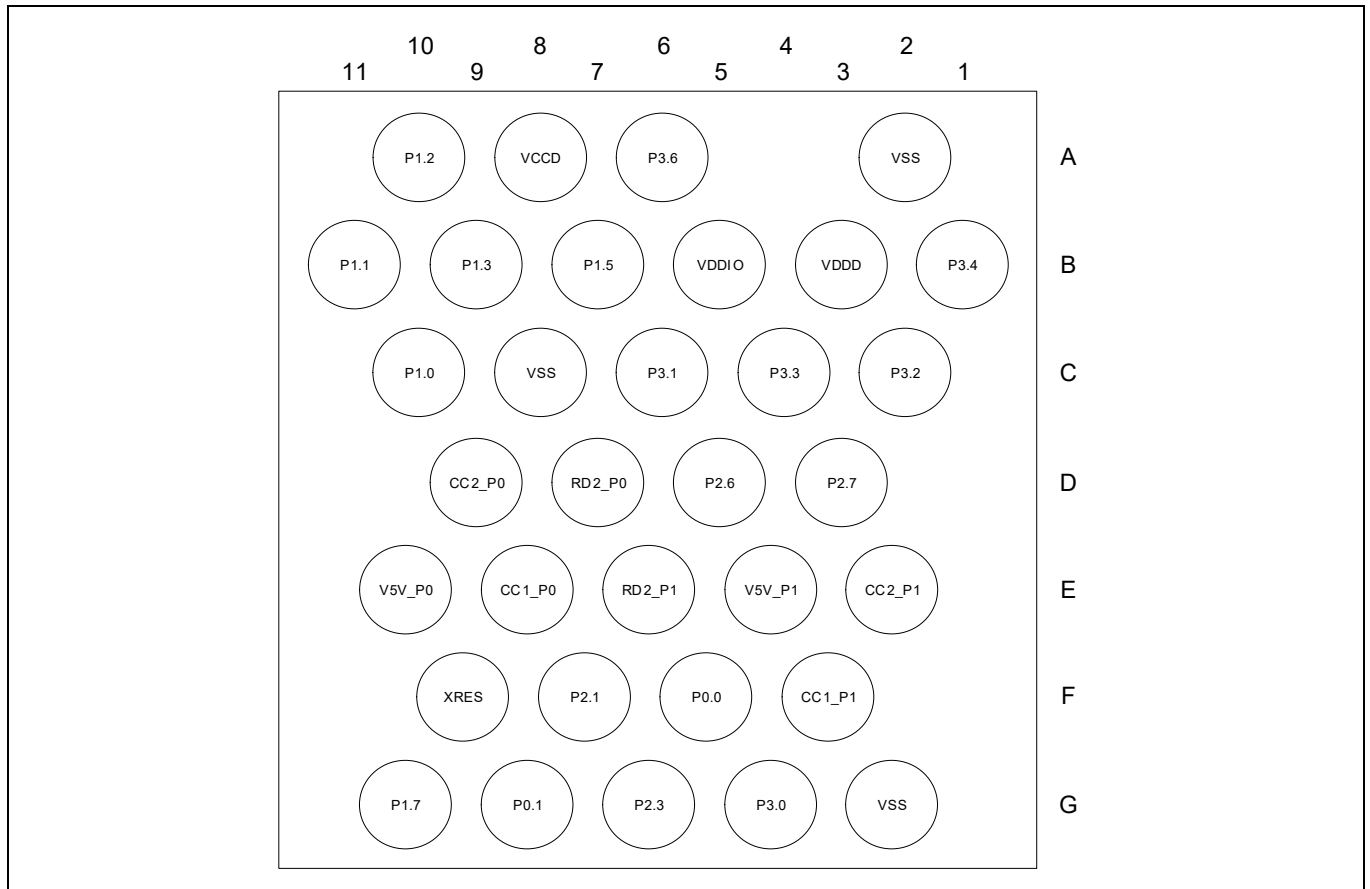 10 8 6 4 2
11 9 7 5 3 1
P1.2 VCCD P3.6 VSS A
P1.1 P1.3 P1.5 VDDIO VDDD P3.4 B
P1.0 VSS P3.1 P3.3 P3.2 C
CC2_P0 RD2_P0 P2.6 P2.7 D
V5V_P0 CC1_P0 RD2_P1 V5V_P1 CC2_P1 E
XRES P2.1 P0.0 CC1_P1 F
P1.7 P0.1 P2.3 P3.0 VSS G